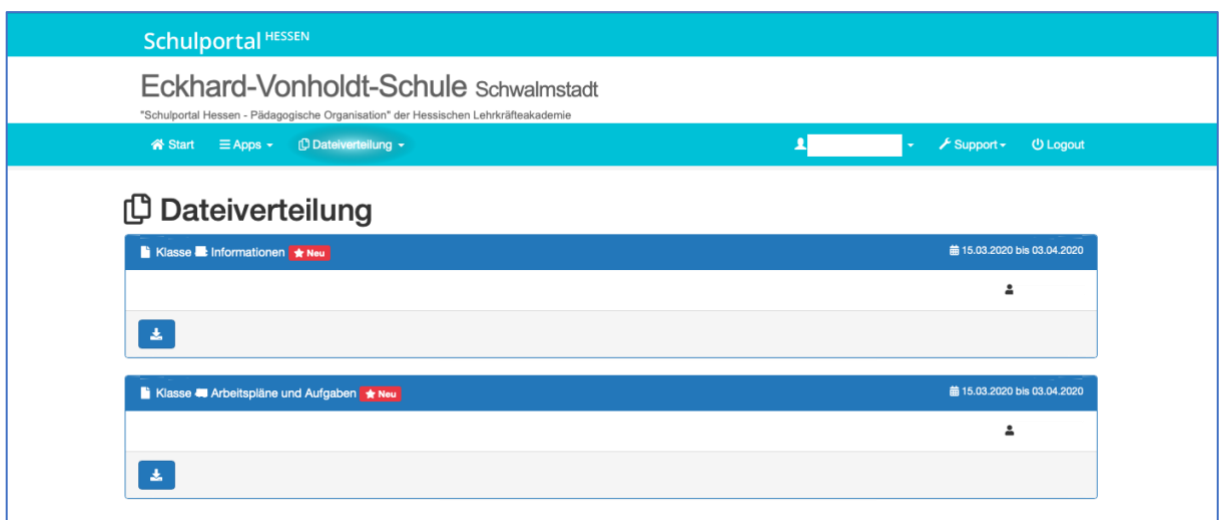 Schulportal HESSEN
Eckhard-Vonholdt-Schule Schwalmstadt
"Schulportal Hessen - Pädagogische Organisation" der Hessischen Lehrkräfteakademie
Start Apps Dateiverteilung Support Logout
Dateiverteilung
Klasse Informationen Neu 15.03.2020 bis 03.04.2020
Klasse Arbeitspläne und Aufgaben Neu 15.03.2020 bis 03.04.2020